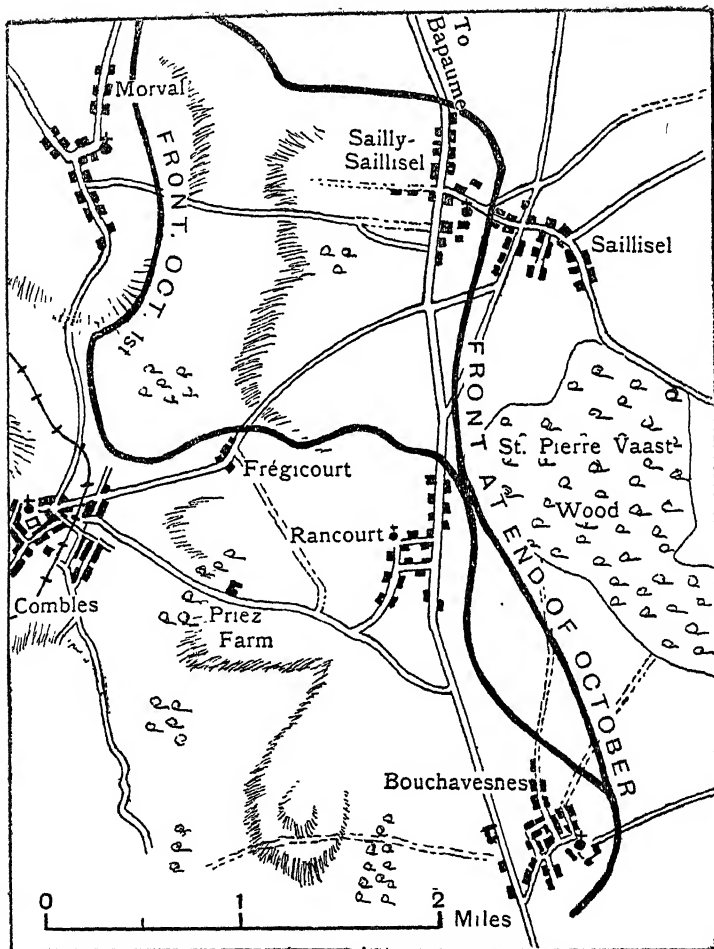 To
Bapaume
Morval
Sailly-
Saillisel
FRONT. OCT. 1st
Saillisel
FRONT AT END OF OCTOBER
St. Pierre Vaast
Wood
Frégicourt
Rancourt
Combles
Priez
Farm
Bouchavesnes
0 1 2
Miles